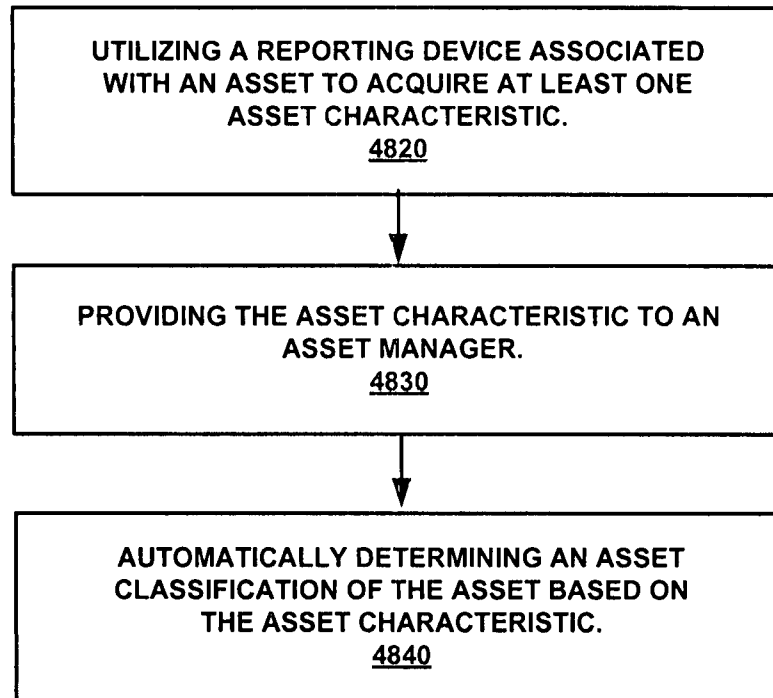 UTILIZING A REPORTING DEVICE ASSOCIATED
WITH AN ASSET TO ACQUIRE AT LEAST ONE
ASSET CHARACTERISTIC.
4820
PROVIDING THE ASSET CHARACTERISTIC TO AN
ASSET MANAGER.
4830
AUTOMATICALLY DETERMINING AN ASSET
CLASSIFICATION OF THE ASSET BASED ON
THE ASSET CHARACTERISTIC.
4840